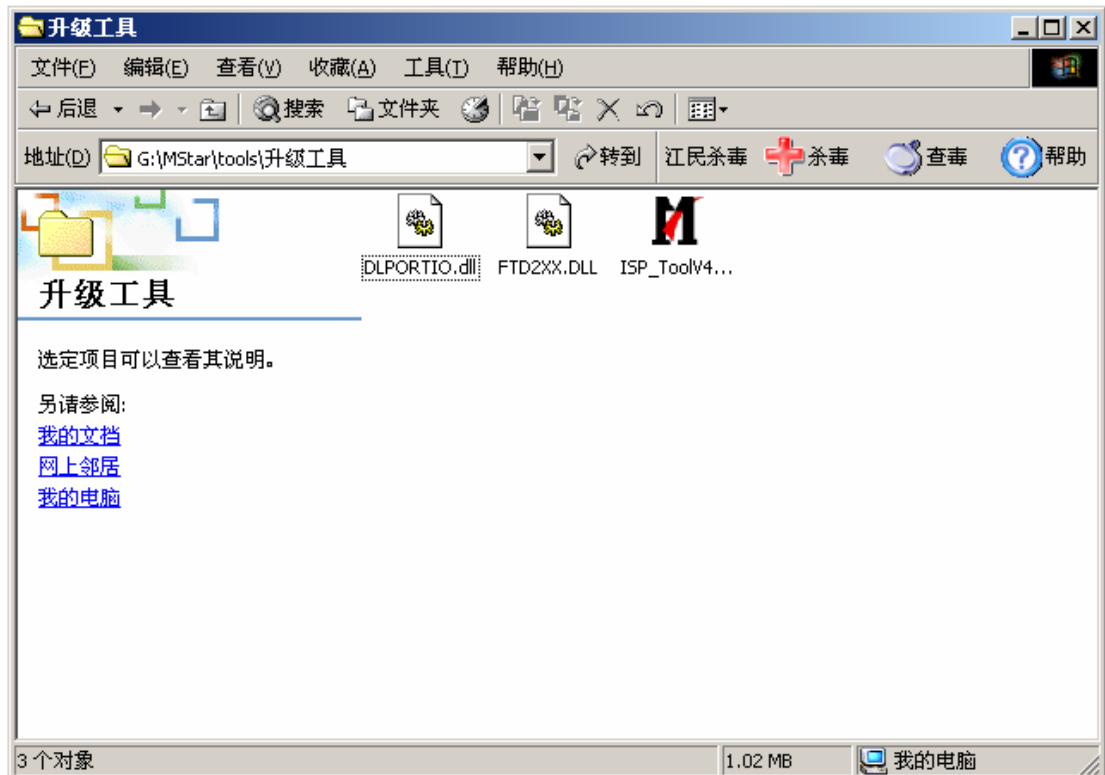 升级工具
文件(F) 编辑(E) 查看(V) 收藏(A) 工具(T) 帮助(H)
后退 搜索 文件夹
地址(D) G:\MStar\tools\升级工具 转到 江民杀毒 杀毒 查毒 帮助
DLPORTIO.dll FTD2XX.DLL ISP_ToolV4...
升级工具
选定项目可以查看其说明。
另请参阅:
我的文档
网上邻居
我的电脑
3 个对象 1.02 MB 我的电脑